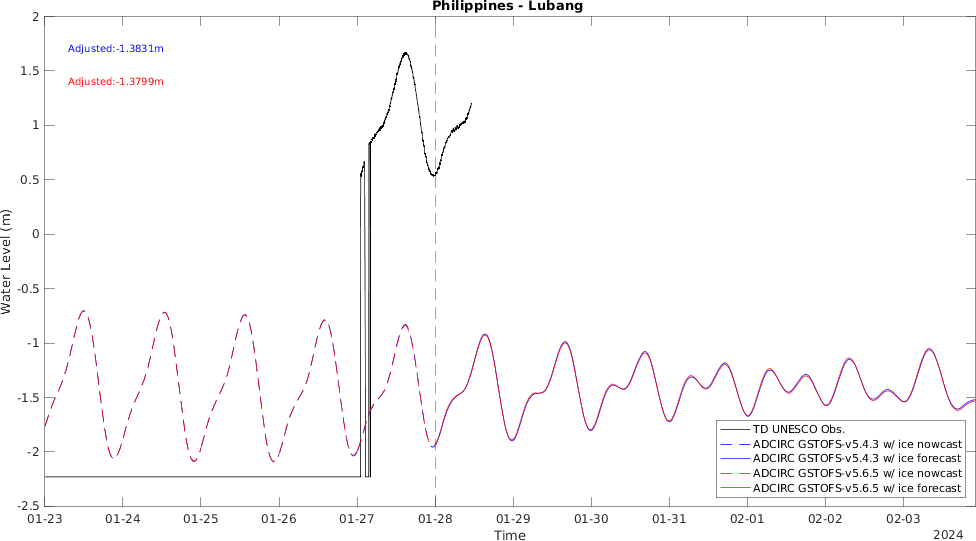 Philippines - Lubang
Adjusted:-1.3831m
Adjusted:-1.3799m
Water Level (m)
2
1.5
1
0.5
0
-0.5
-1
-1.5
-2
-2.5
TD UNESCO Obs.
ADCIRC GSTOFS-v5.4.3 w/ ice nowcast
ADCIRC GSTOFS-v5.4.3 w/ ice forecast
ADCIRC GSTOFS-v5.6.5 w/ ice nowcast
ADCIRC GSTOFS-v5.6.5 w/ ice forecast
01-23 01-24 01-25 01-26 01-27 01-28 01-29 01-30 01-31 02-01 02-02 02-03
Time
2024